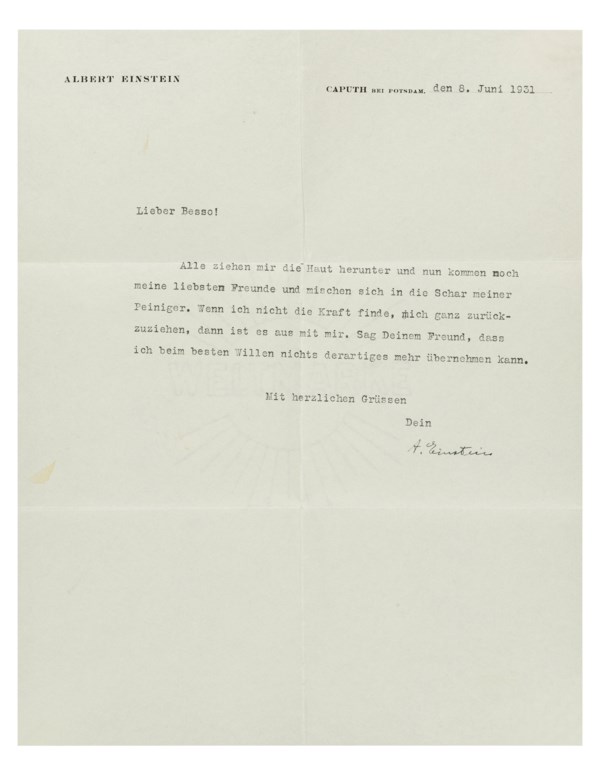 ALBERT EINSTEIN
CAPUTH BEI POTSDAM, den 8. Juni 1931
Lieber Besso!
Alle ziehen mir die Haut herunter und nun kommen noch
meine liebsten Freunde und mischen sich in die Schar meiner
Peiniger. Wenn ich nicht die Kraft finde, mich ganz zurück-
zuziehen, dann ist es aus mit mir. Sag Deinem Freund, dass
ich beim besten Willen nichts derartiges mehr übernehmen kann.
Mit herzlichen Grüssen
Dein
A. Einstein